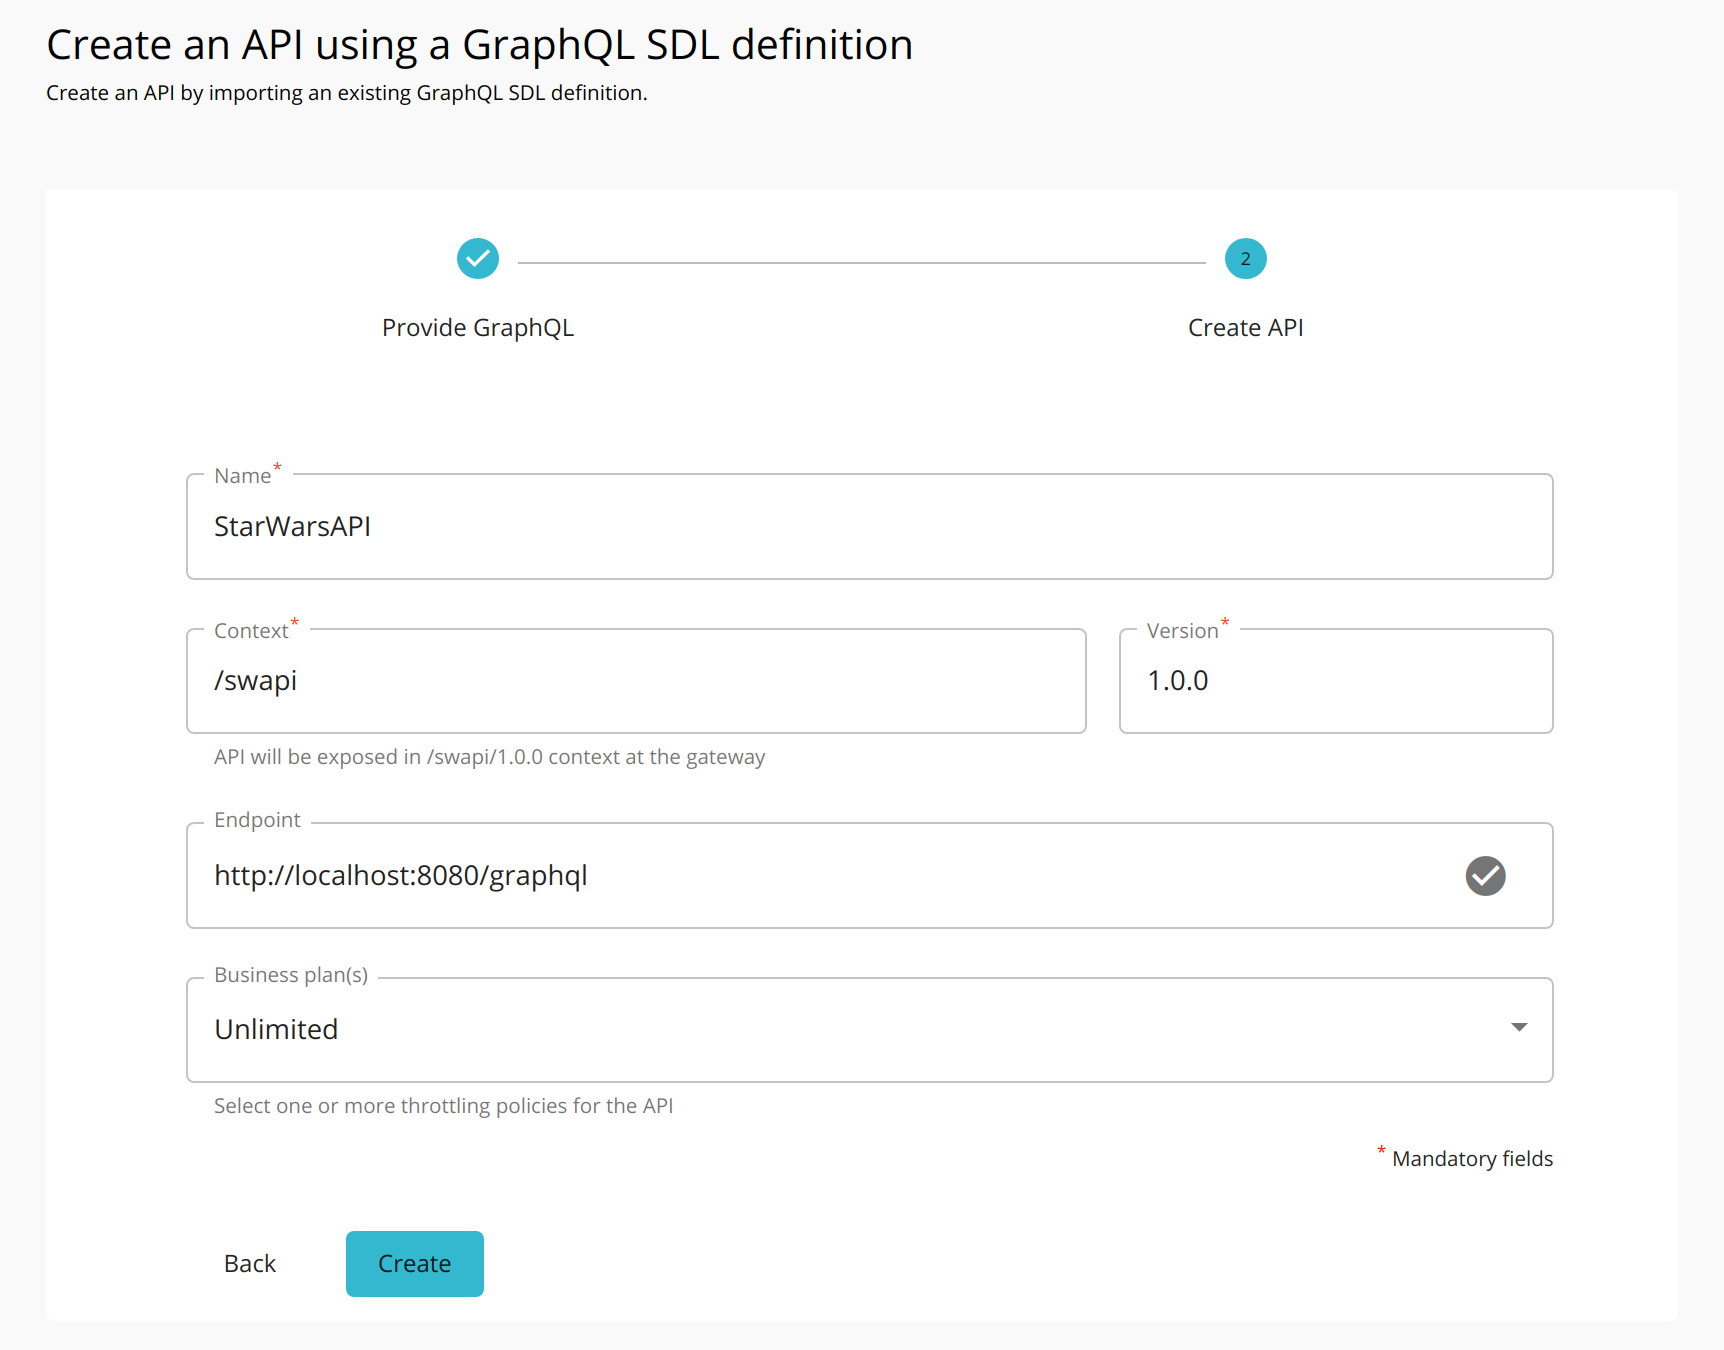 Create an API using a GraphQL SDL definition
Create an API by importing an existing GraphQL SDL definition.
2
Provide GraphQL
Create API
Name*
StarWarsAPI
Context*
Version*
/swapi
1.0.0
API will be exposed in /swapi/1.0.0 context at the gateway
Endpoint
http://localhost:8080/graphql
Business plan(s)
Unlimited
Select one or more throttling policies for the API
* Mandatory fields
Back
Create